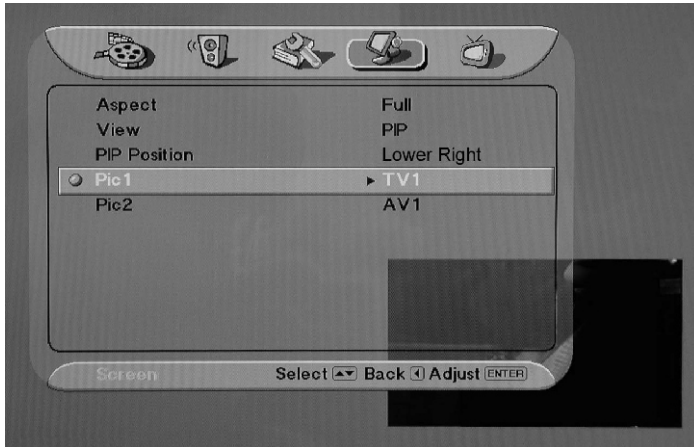 Aspect Full
View PIP
PIP Position Lower Right
Pic1 TV1
Pic2 AV1
Screen Select Back Adjust ENTER